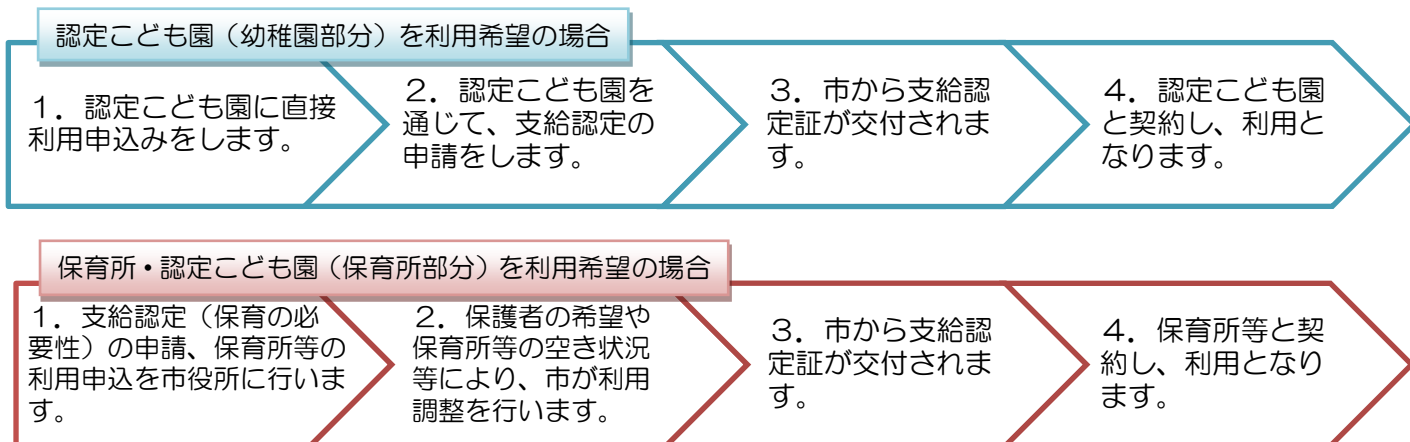 認定こども園（幼稚園部分）を利用希望の場合
１．認定こども園に直接
利用申込みをします。
２．認定こども園を
通じて、支給認定の
申請をします。
３．市から支給認
定証が交付されま
す。
４．認定こども園
と契約し、利用と
なります。
保育所・認定こども園（保育所部分）を利用希望の場合
１．支給認定（保育の必
要性）の申請、保育所等の
利用申込を市役所に行いま
す。
２．保護者の希望や
保育所等の空き状況
等により、市が利用
調整を行います。
３．市から支給認
定証が交付されま
す。
４．保育所等と契
約し、利用となり
ます。